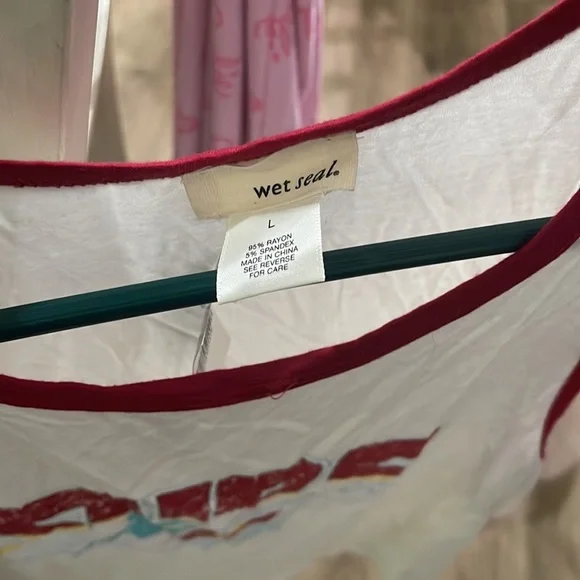 wet seal®
L
95% RAYON
5% SPANDEX
MADE IN CHINA
SEE REVERSE
FOR CARE